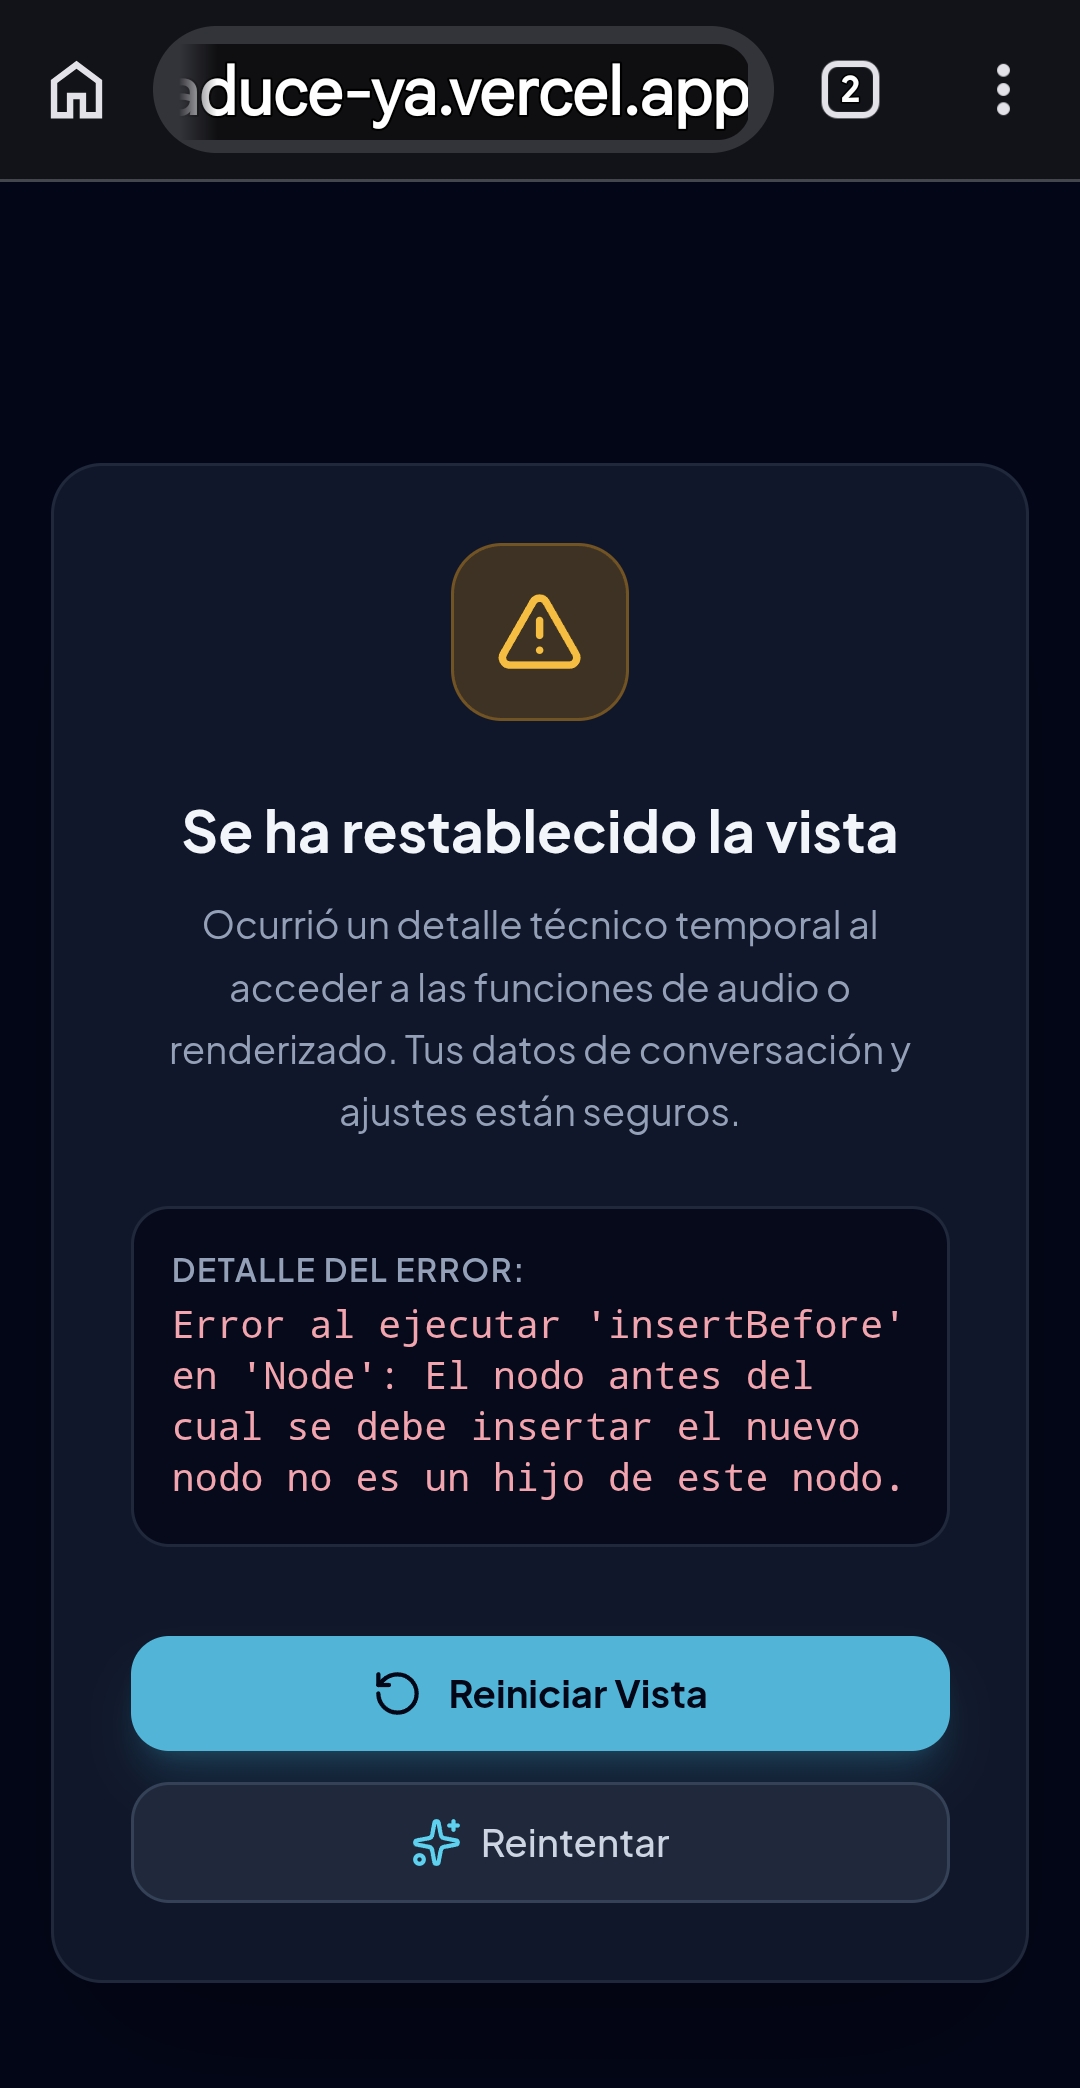 aduce-ya.vercel.app
2
Se ha restablecido la vista
Ocurrió un detalle técnico temporal al
acceder a las funciones de audio o
renderizado. Tus datos de conversación y
ajustes están seguros.
DETALLE DEL ERROR:
Error al ejecutar 'insertBefore'
en 'Node': El nodo antes del
cual se debe insertar el nuevo
nodo no es un hijo de este nodo.
Reiniciar Vista
Reintentar